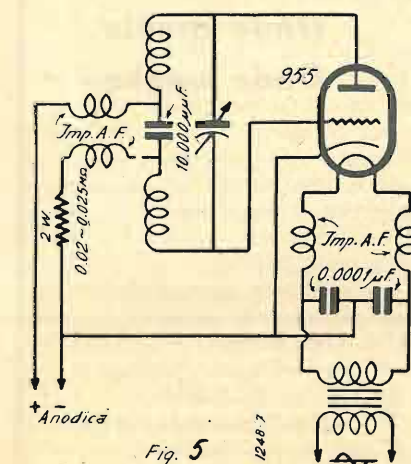 955
Imp. A.F.
10.000 µµF.
2 W.
0.02 ~ 0.025 MΩ
Imp. A.F.
0.0001 µF.
+ −
Anodica
Fig. 5
1248-7